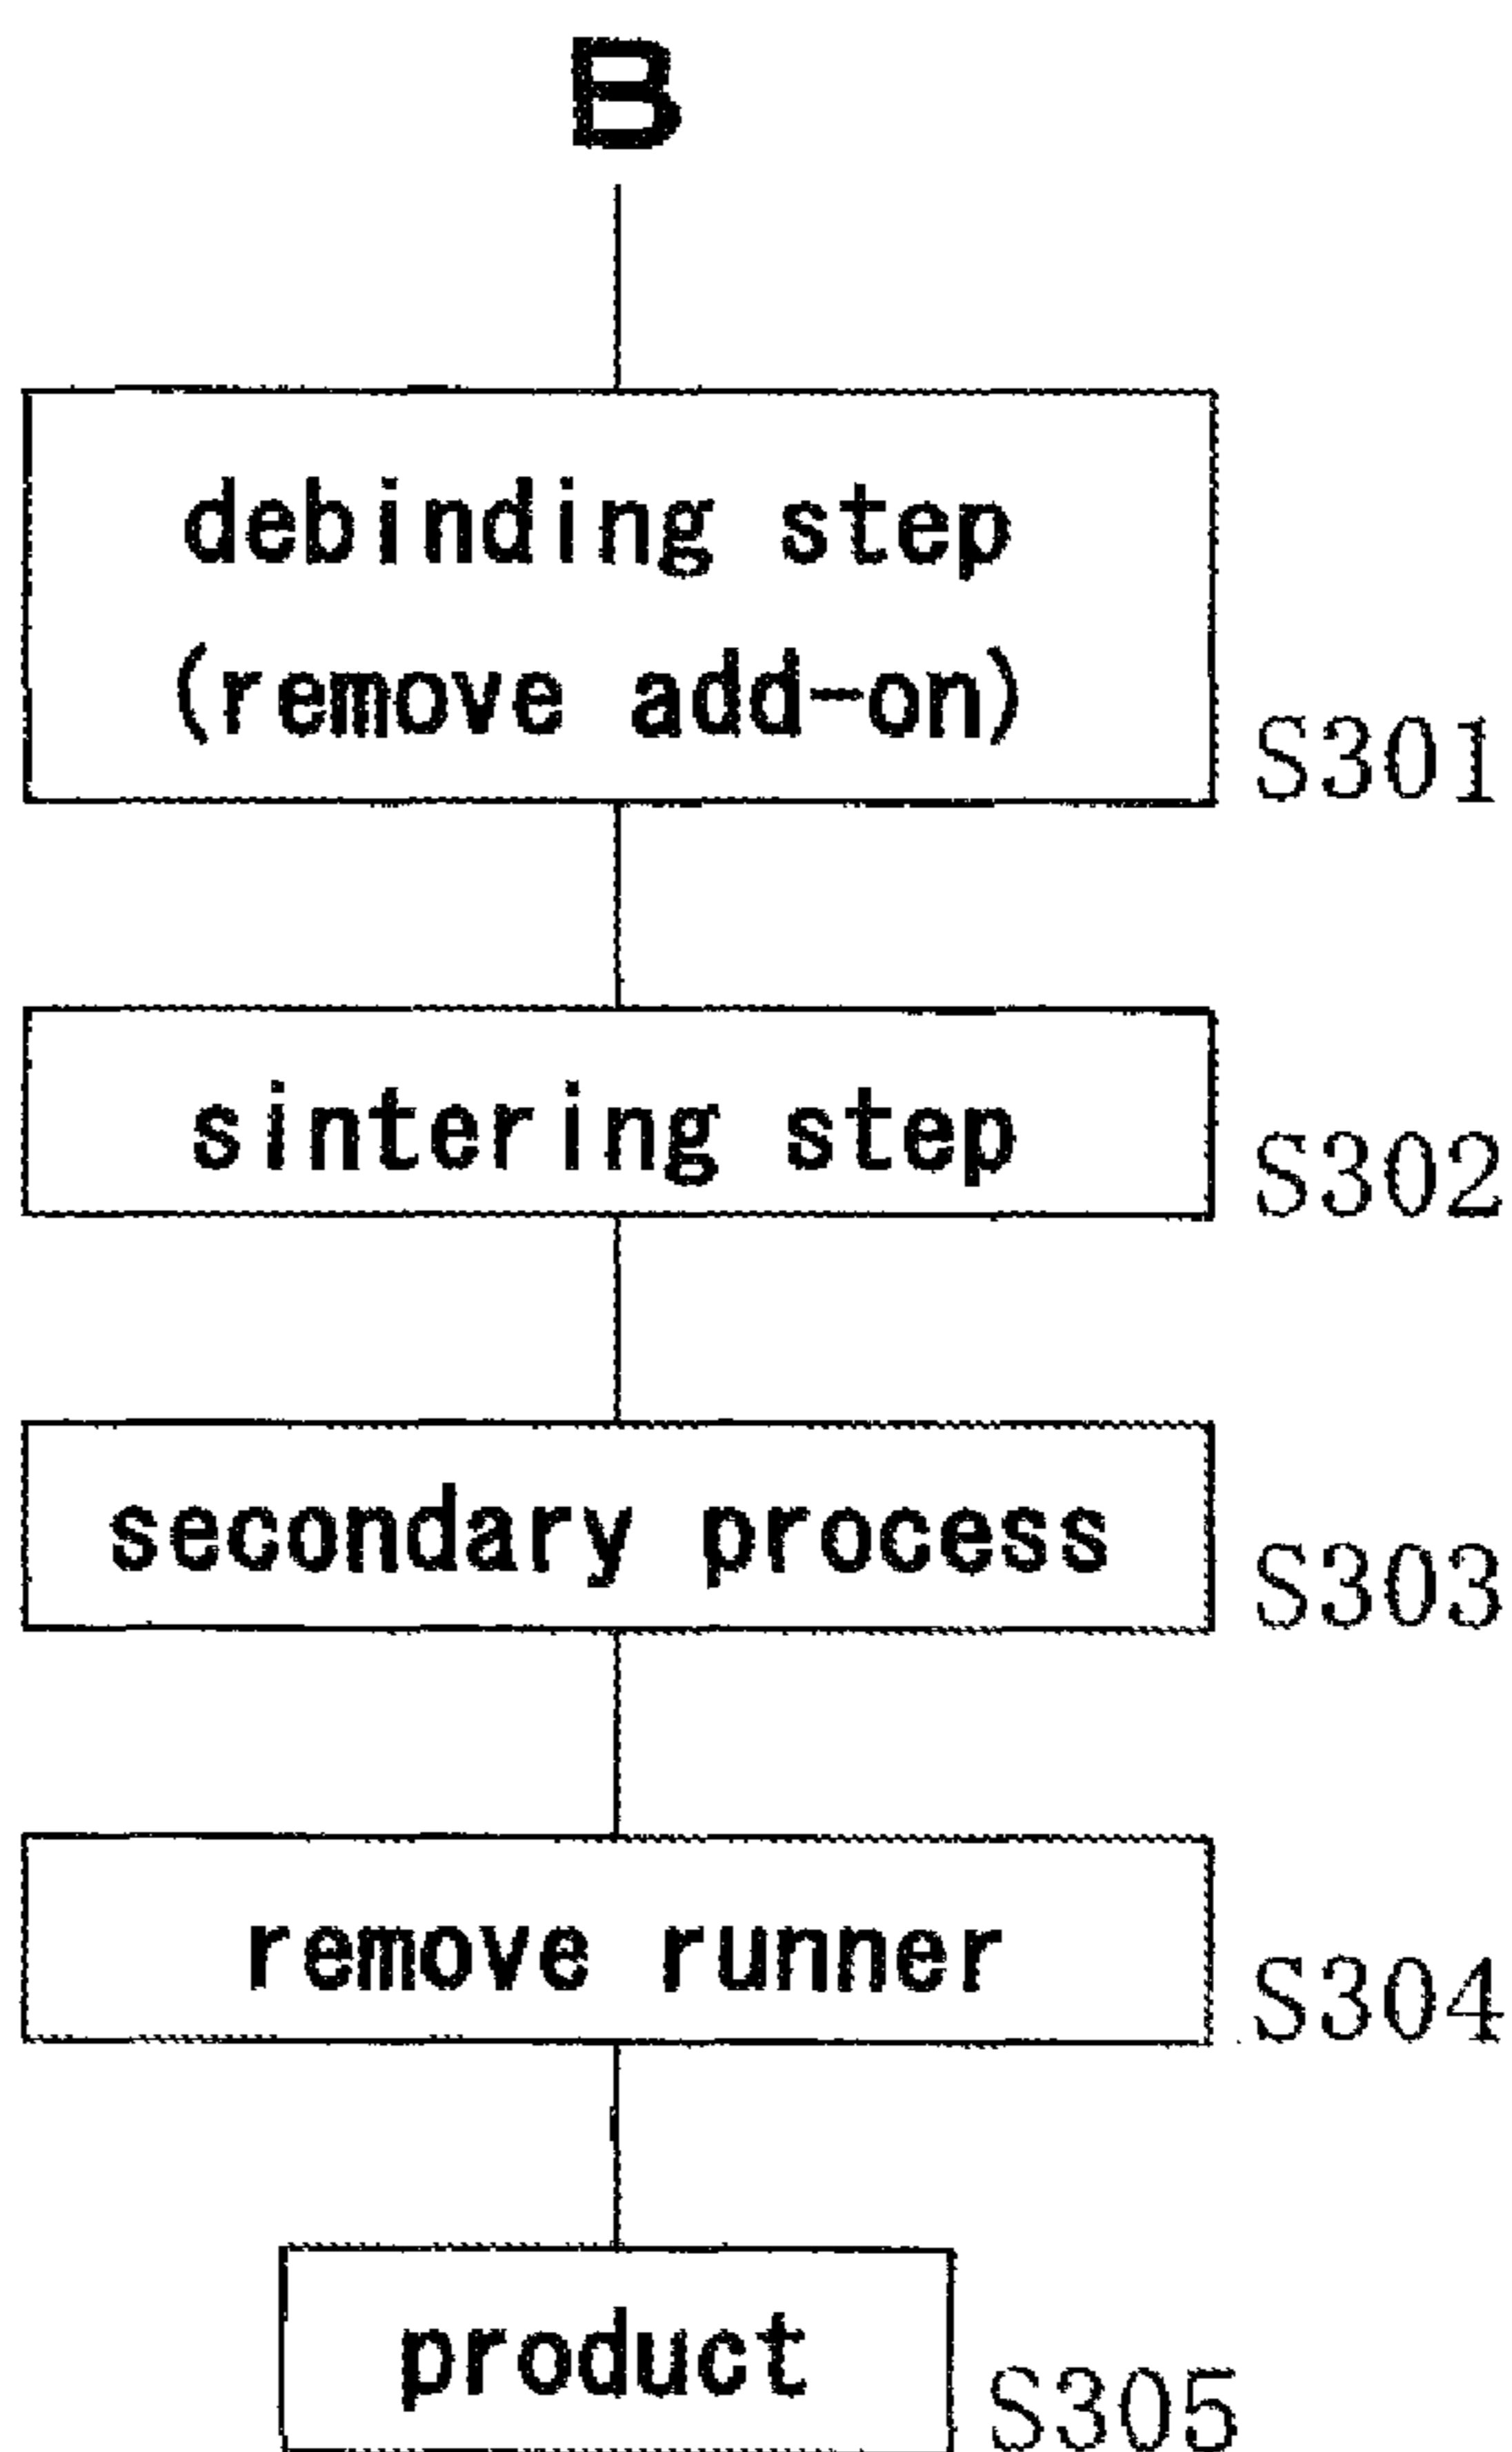 B
debinding step
(remove add-on)
S301
sintering step
S302
secondary process
S303
remove runner
S304
product
S305